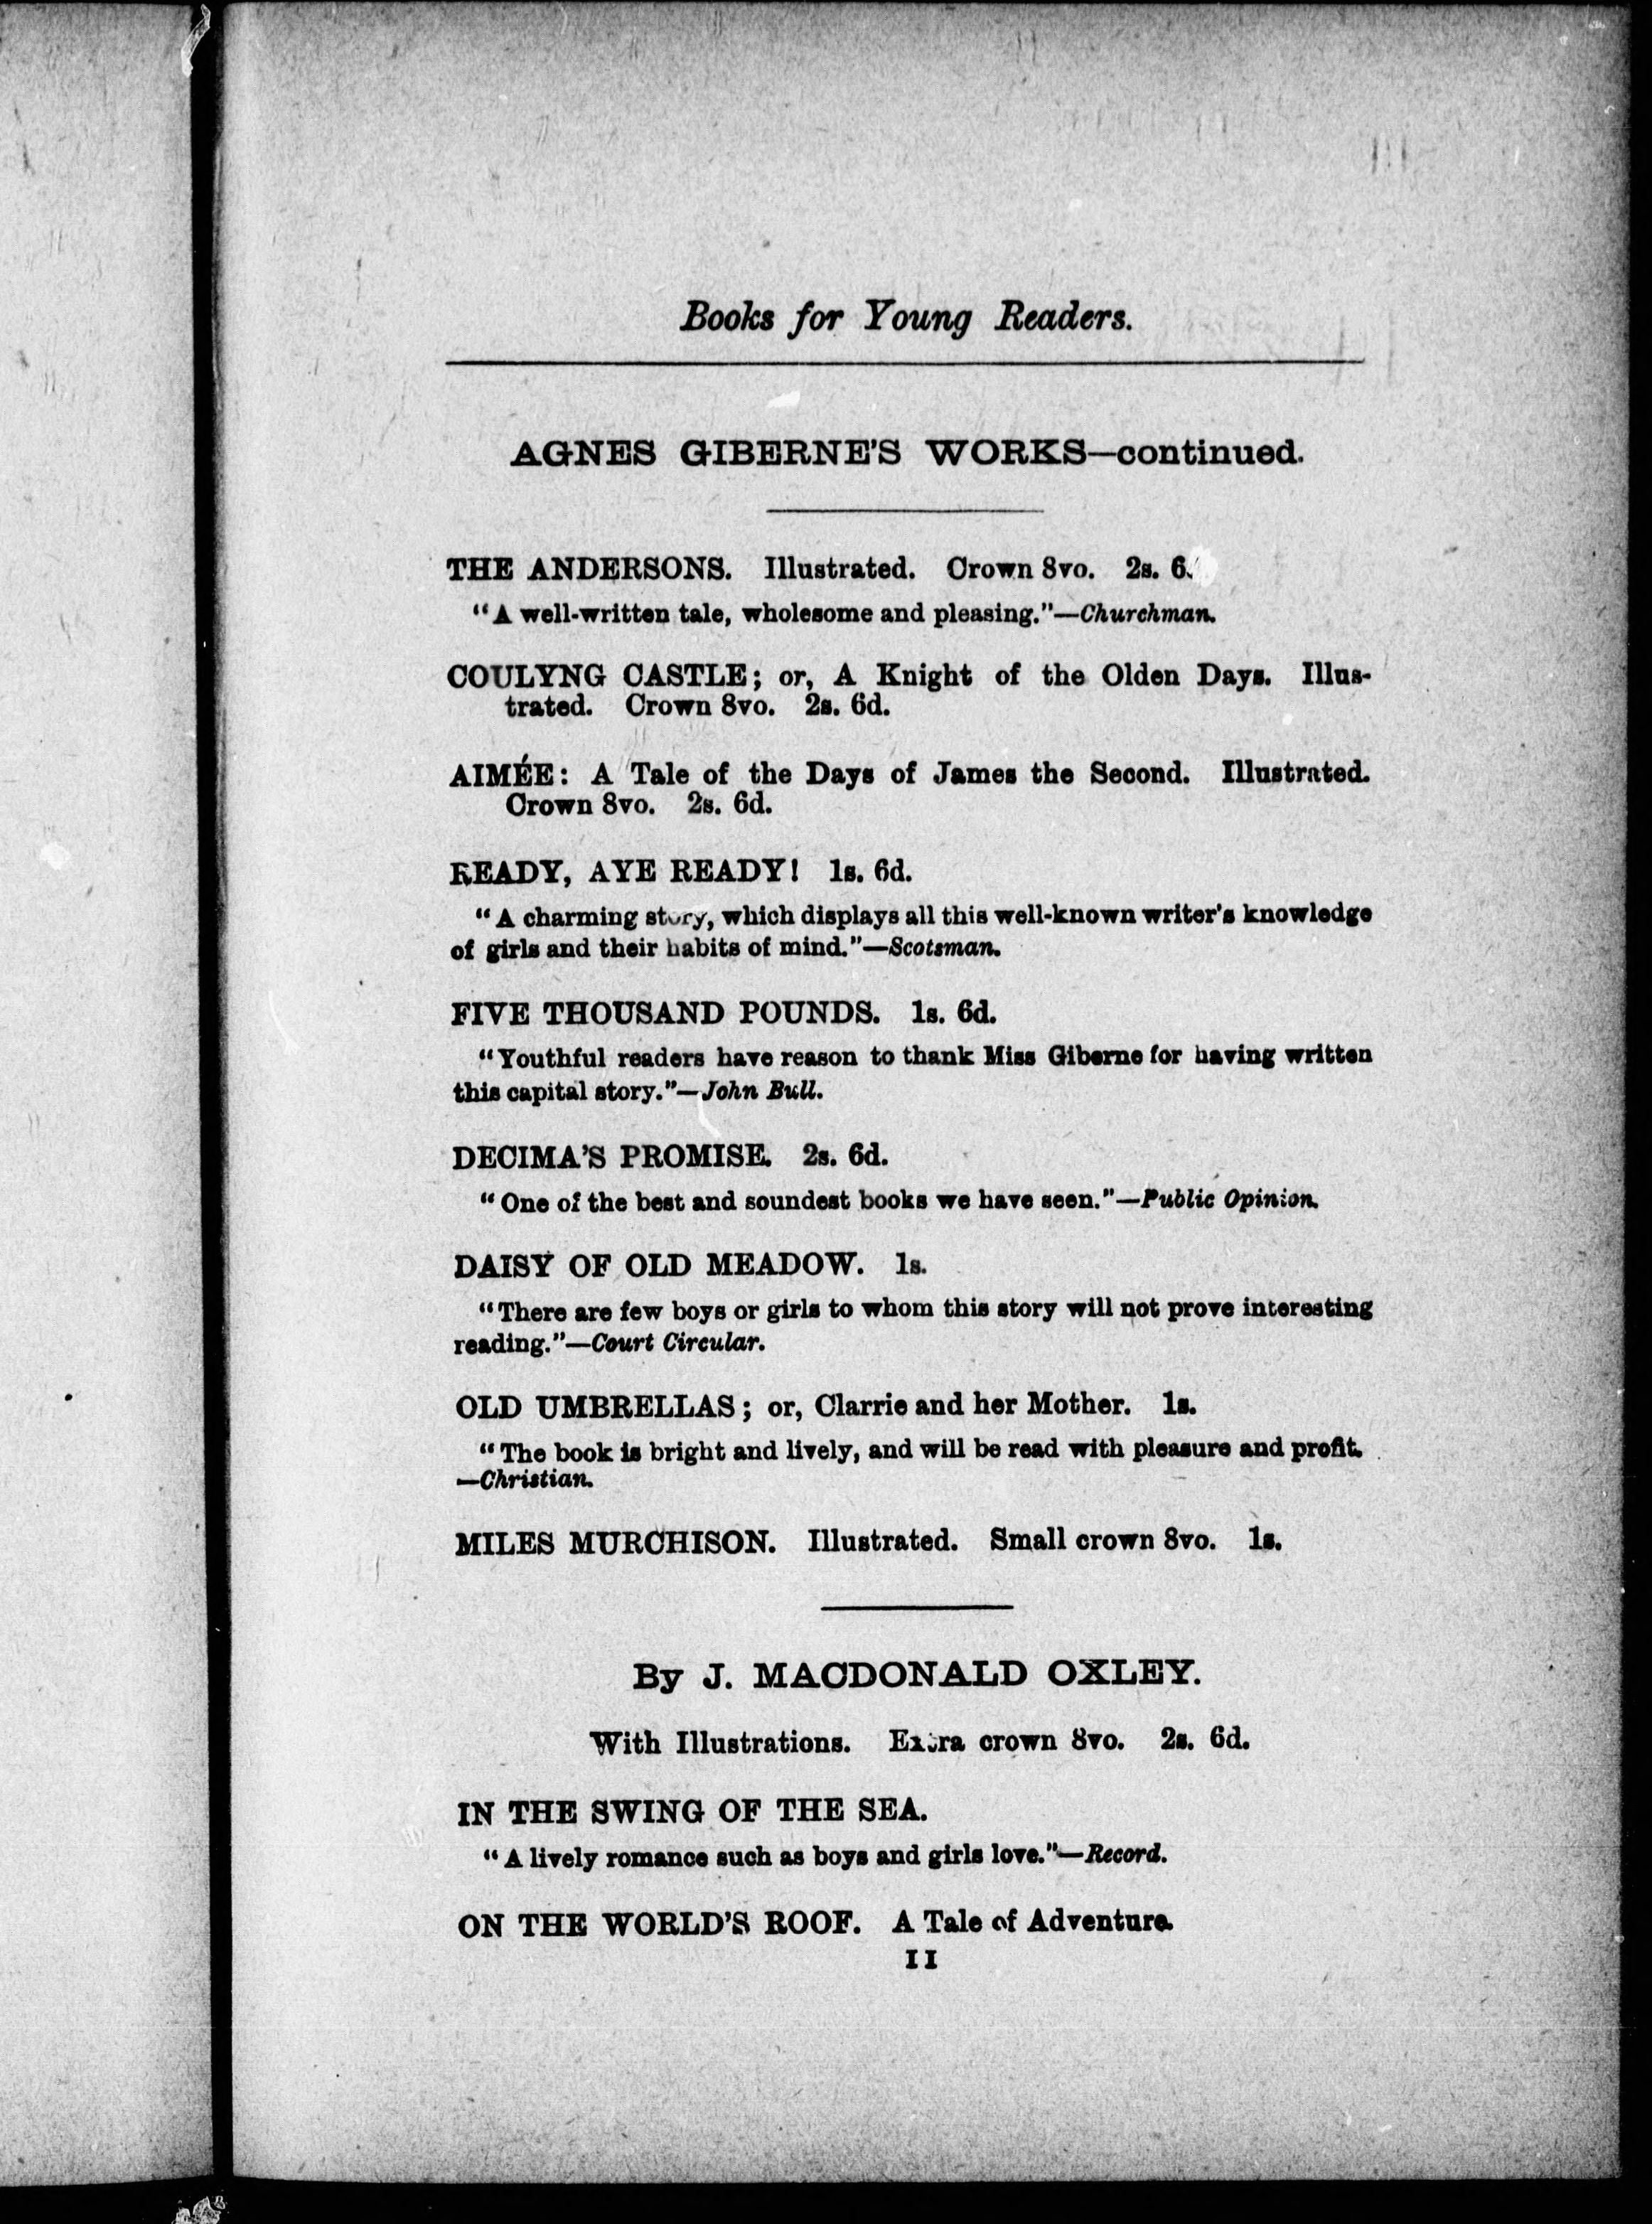 Books for Young Readers.
AGNES GIBERNE'S WORKS—continued.
THE ANDERSONS. Illustrated. Crown 8vo. 2s. 6
"A well-written tale, wholesome and pleasing."—Churchman.
COULYNG CASTLE; or, A Knight of the Olden Days. Illus-
trated. Crown 8vo. 2s. 6d.
AIMÉE: A Tale of the Days of James the Second. Illustrated.
Crown 8vo. 2s. 6d.
READY, AYE READY! 1s. 6d.
"A charming story, which displays all this well-known writer's knowledge
of girls and their habits of mind."—Scotsman.
FIVE THOUSAND POUNDS. 1s. 6d.
"Youthful readers have reason to thank Miss Giberne for having written
this capital story."—John Bull.
DECIMA'S PROMISE. 2s. 6d.
"One of the best and soundest books we have seen."—Public Opinion.
DAISY OF OLD MEADOW. 1s.
"There are few boys or girls to whom this story will not prove interesting
reading."—Court Circular.
OLD UMBRELLAS; or, Clarrie and her Mother. 1s.
"The book is bright and lively, and will be read with pleasure and profit.
—Christian.
MILES MURCHISON. Illustrated. Small crown 8vo. 1s.
By J. MACDONALD OXLEY.
With Illustrations. Extra crown 8vo. 2s. 6d.
IN THE SWING OF THE SEA.
"A lively romance such as boys and girls love."—Record.
ON THE WORLD'S ROOF. A Tale of Adventure.
11